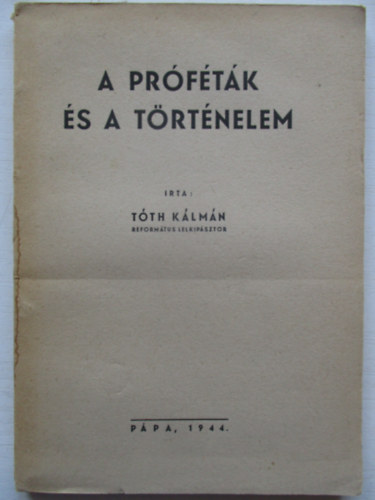 A PRÓFÉTÁK
ÉS A TÖRTÉNELEM
IRTA:
TÓTH KÁLMÁN
REFORMÁTUS LELKIPÁSZTOR
PÁPA, 1944.